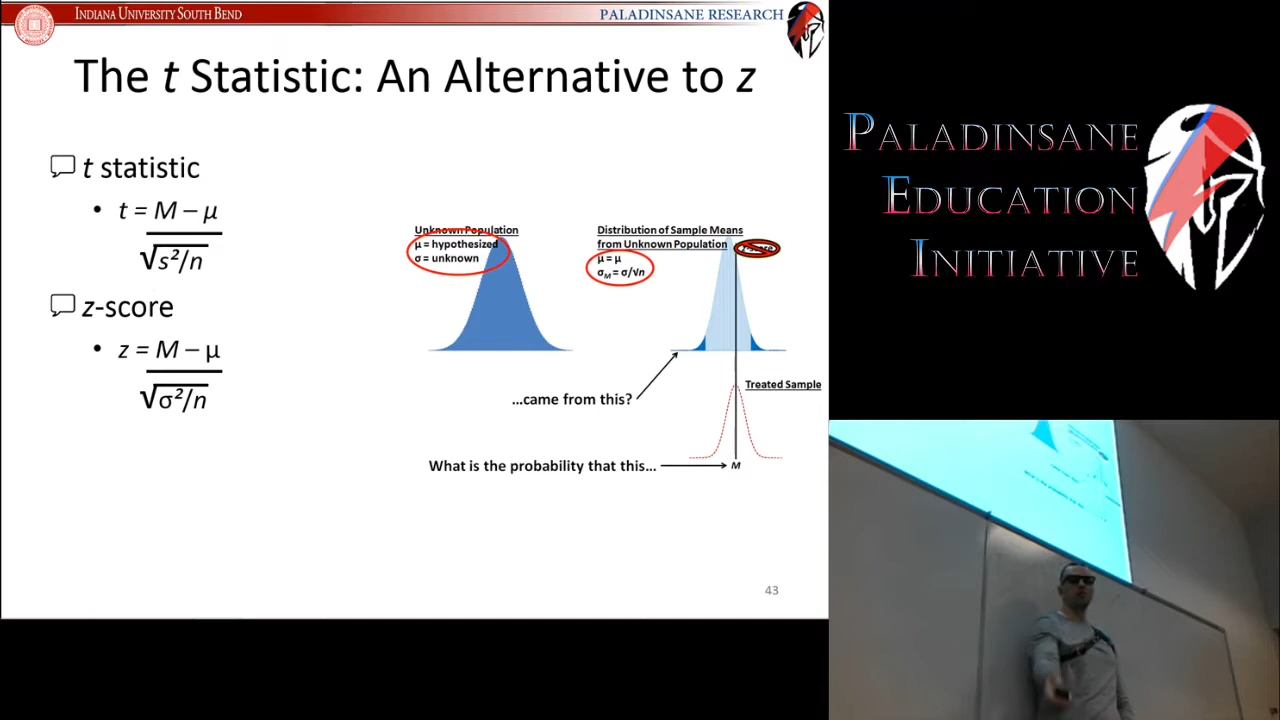 INDIANA UNIVERSITY SOUTH BEND
PALADINSANE RESEARCH
The t Statistic: An Alternative to z
t statistic
• t = M – µ
√s²/n
z-score
• z = M – µ
√σ²/n
Unknown Population
µ = hypothesized
σ = unknown
Distribution of Sample Means
from Unknown Population
µ = µ
σM = σ/√n
Treated Sample
...came from this?
What is the probability that this...
M
43
PALADINSANE
EDUCATION
INITIATIVE